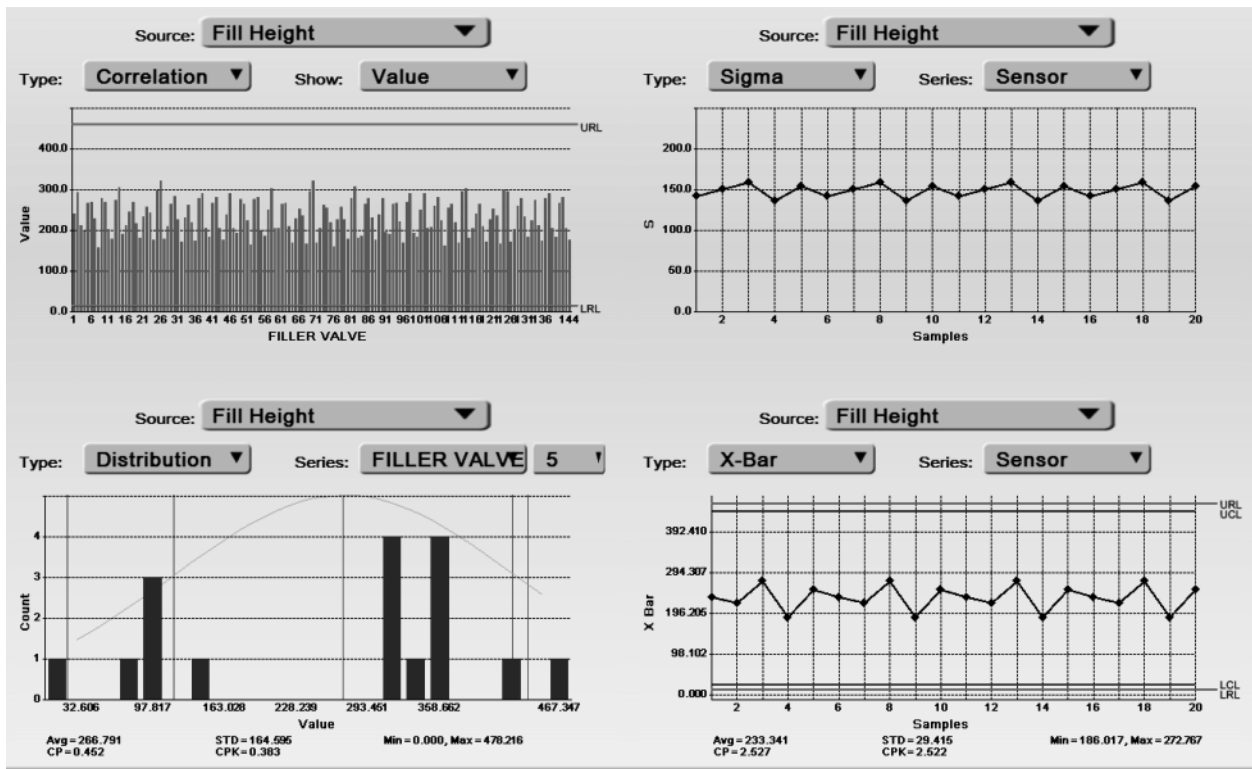 Source: Fill Height
Type: Correlation Show: Value
URL
400.0
300.0
200.0
100.0
0.0
Value
LRL
1 6 11 16 21 26 31 36 41 46 51 56 61 66 71 76 81 86 91 96
136 144
FILLER VALVE
Source: Fill Height
Type: Sigma Series: Sensor
200.0
150.0
100.0
50.0
0.0
S
2 4 6 8 10 12 14 16 18 20
Samples
Source: Fill Height
Type: Distribution Series: FILLER VALVE 5
4
3
2
1
0
Count
32.606 97.817 163.028 228.239 293.451 358.662 467.347
Value
Avg = 266.791 STD = 164.595 Min = 0.000, Max = 478.216
CP = 0.452 CPK = 0.383
Source: Fill Height
Type: X-Bar Series: Sensor
URL
UCL
392.410
294.307
196.205
98.102
0.000
X Bar
LCL
LRL
2 4 6 8 10 12 14 16 18 20
Samples
Avg = 233.341 STD = 29.415 Min = 186.017, Max = 272.767
CP = 2.527 CPK = 2.522